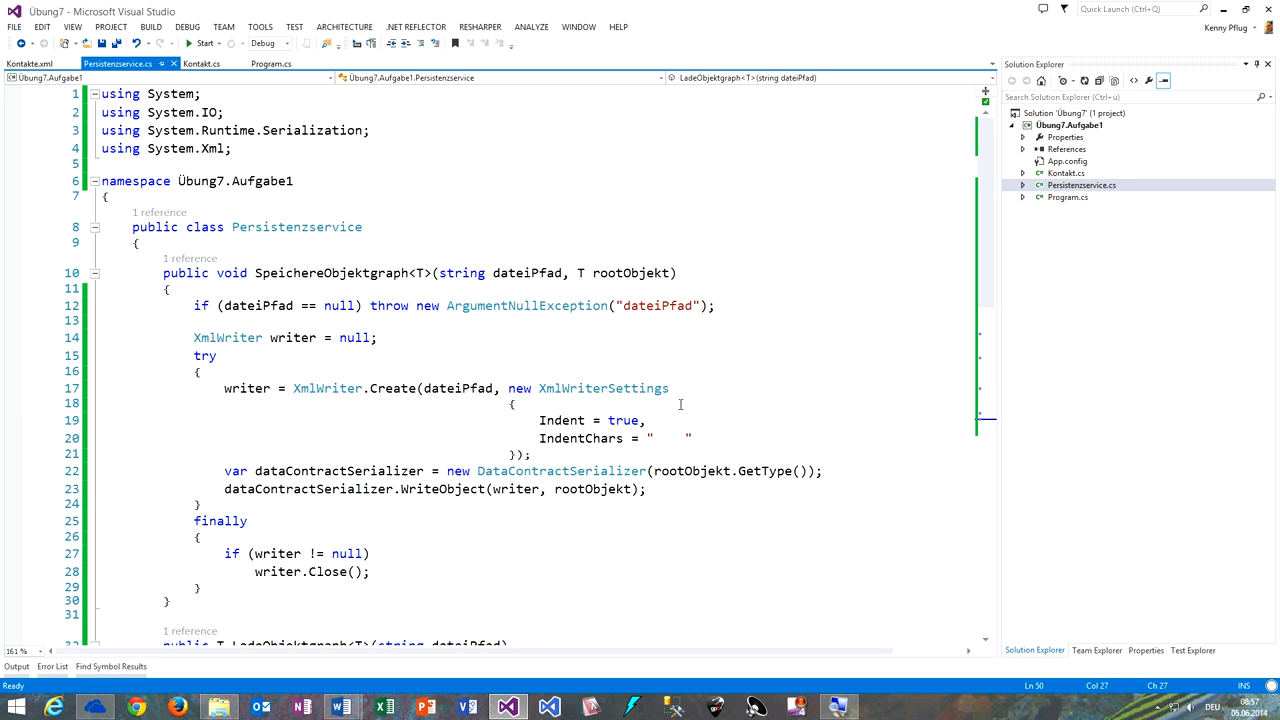 Übung7 - Microsoft Visual Studio
Quick Launch (Ctrl+Q)
FILE EDIT VIEW PROJECT BUILD DEBUG TEAM TOOLS TEST ARCHITECTURE .NET REFLECTOR RESHARPER ANALYZE WINDOW HELP
Kenny Pflug
Start Debug
Kontakte.xml Persistenzservice.cs Kontakt.cs Program.cs
Übung7.Aufgabe1 Übung7.Aufgabe1.Persistenzservice LadeObjektgraph<T>(string dateiPfad)
1 using System;
2 using System.IO;
3 using System.Runtime.Serialization;
4 using System.Xml;
5
6 namespace Übung7.Aufgabe1
7 {
1 reference
8 public class Persistenzservice
9 {
1 reference
10 public void SpeichereObjektgraph<T>(string dateiPfad, T rootObjekt)
11 {
12 if (dateiPfad == null) throw new ArgumentNullException("dateiPfad");
13
14 XmlWriter writer = null;
15 try
16 {
17 writer = XmlWriter.Create(dateiPfad, new XmlWriterSettings
18 {
19 Indent = true,
20 IndentChars = "    "
21 });
22 var dataContractSerializer = new DataContractSerializer(rootObjekt.GetType());
23 dataContractSerializer.WriteObject(writer, rootObjekt);
24 }
25 finally
26 {
27 if (writer != null)
28 writer.Close();
29 }
30 }
31
1 reference
32 public T LadeObjektgraph<T>(string dateiPfad)
161 %
Solution Explorer
Search Solution Explorer (Ctrl+ü)
Solution 'Übung7' (1 project)
Übung7.Aufgabe1
Properties
References
App.config
Kontakt.cs
Persistenzservice.cs
Program.cs
Solution Explorer Team Explorer Properties Test Explorer
Output Error List Find Symbol Results
Ready Ln 50 Col 27 Ch 27 INS
DEU 08:57
05.06.2014